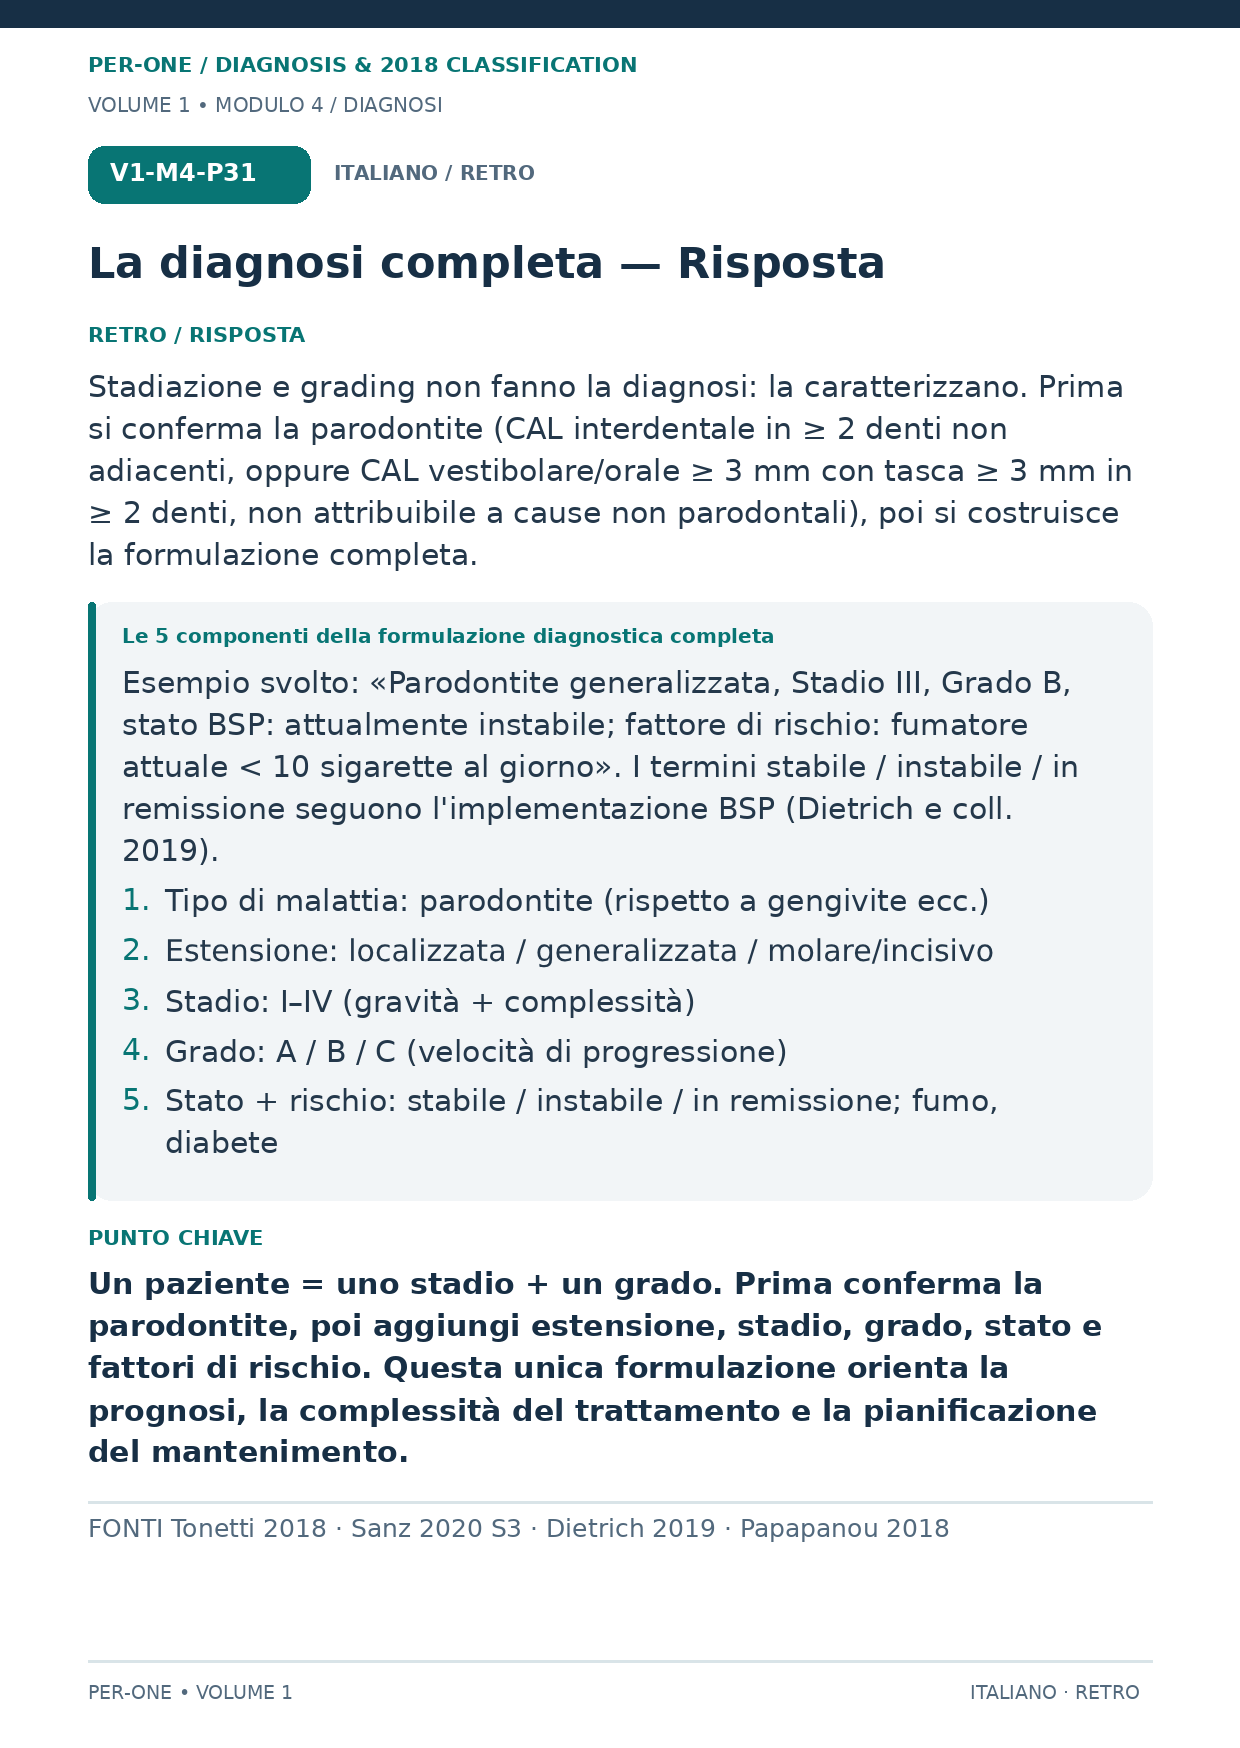 PER-ONE / DIAGNOSIS & 2018 CLASSIFICATION
VOLUME 1 • MODULO 4 / DIAGNOSI
V1-M4-P31
ITALIANO / RETRO
La diagnosi completa — Risposta
RETRO / RISPOSTA
Stadiazione e grading non fanno la diagnosi: la caratterizzano. Prima
si conferma la parodontite (CAL interdentale in ≥ 2 denti non
adiacenti, oppure CAL vestibolare/orale ≥ 3 mm con tasca ≥ 3 mm in
≥ 2 denti, non attribuibile a cause non parodontali), poi si costruisce
la formulazione completa.
Le 5 componenti della formulazione diagnostica completa
Esempio svolto: «Parodontite generalizzata, Stadio III, Grado B,
stato BSP: attualmente instabile; fattore di rischio: fumatore
attuale < 10 sigarette al giorno». I termini stabile / instabile / in
remissione seguono l'implementazione BSP (Dietrich e coll.
2019).
1. Tipo di malattia: parodontite (rispetto a gengivite ecc.)
2. Estensione: localizzata / generalizzata / molare/incisivo
3. Stadio: I–IV (gravità + complessità)
4. Grado: A / B / C (velocità di progressione)
5. Stato + rischio: stabile / instabile / in remissione; fumo,
diabete
PUNTO CHIAVE
Un paziente = uno stadio + un grado. Prima conferma la
parodontite, poi aggiungi estensione, stadio, grado, stato e
fattori di rischio. Questa unica formulazione orienta la
prognosi, la complessità del trattamento e la pianificazione
del mantenimento.
FONTI Tonetti 2018 · Sanz 2020 S3 · Dietrich 2019 · Papapanou 2018
PER-ONE • VOLUME 1
ITALIANO · RETRO